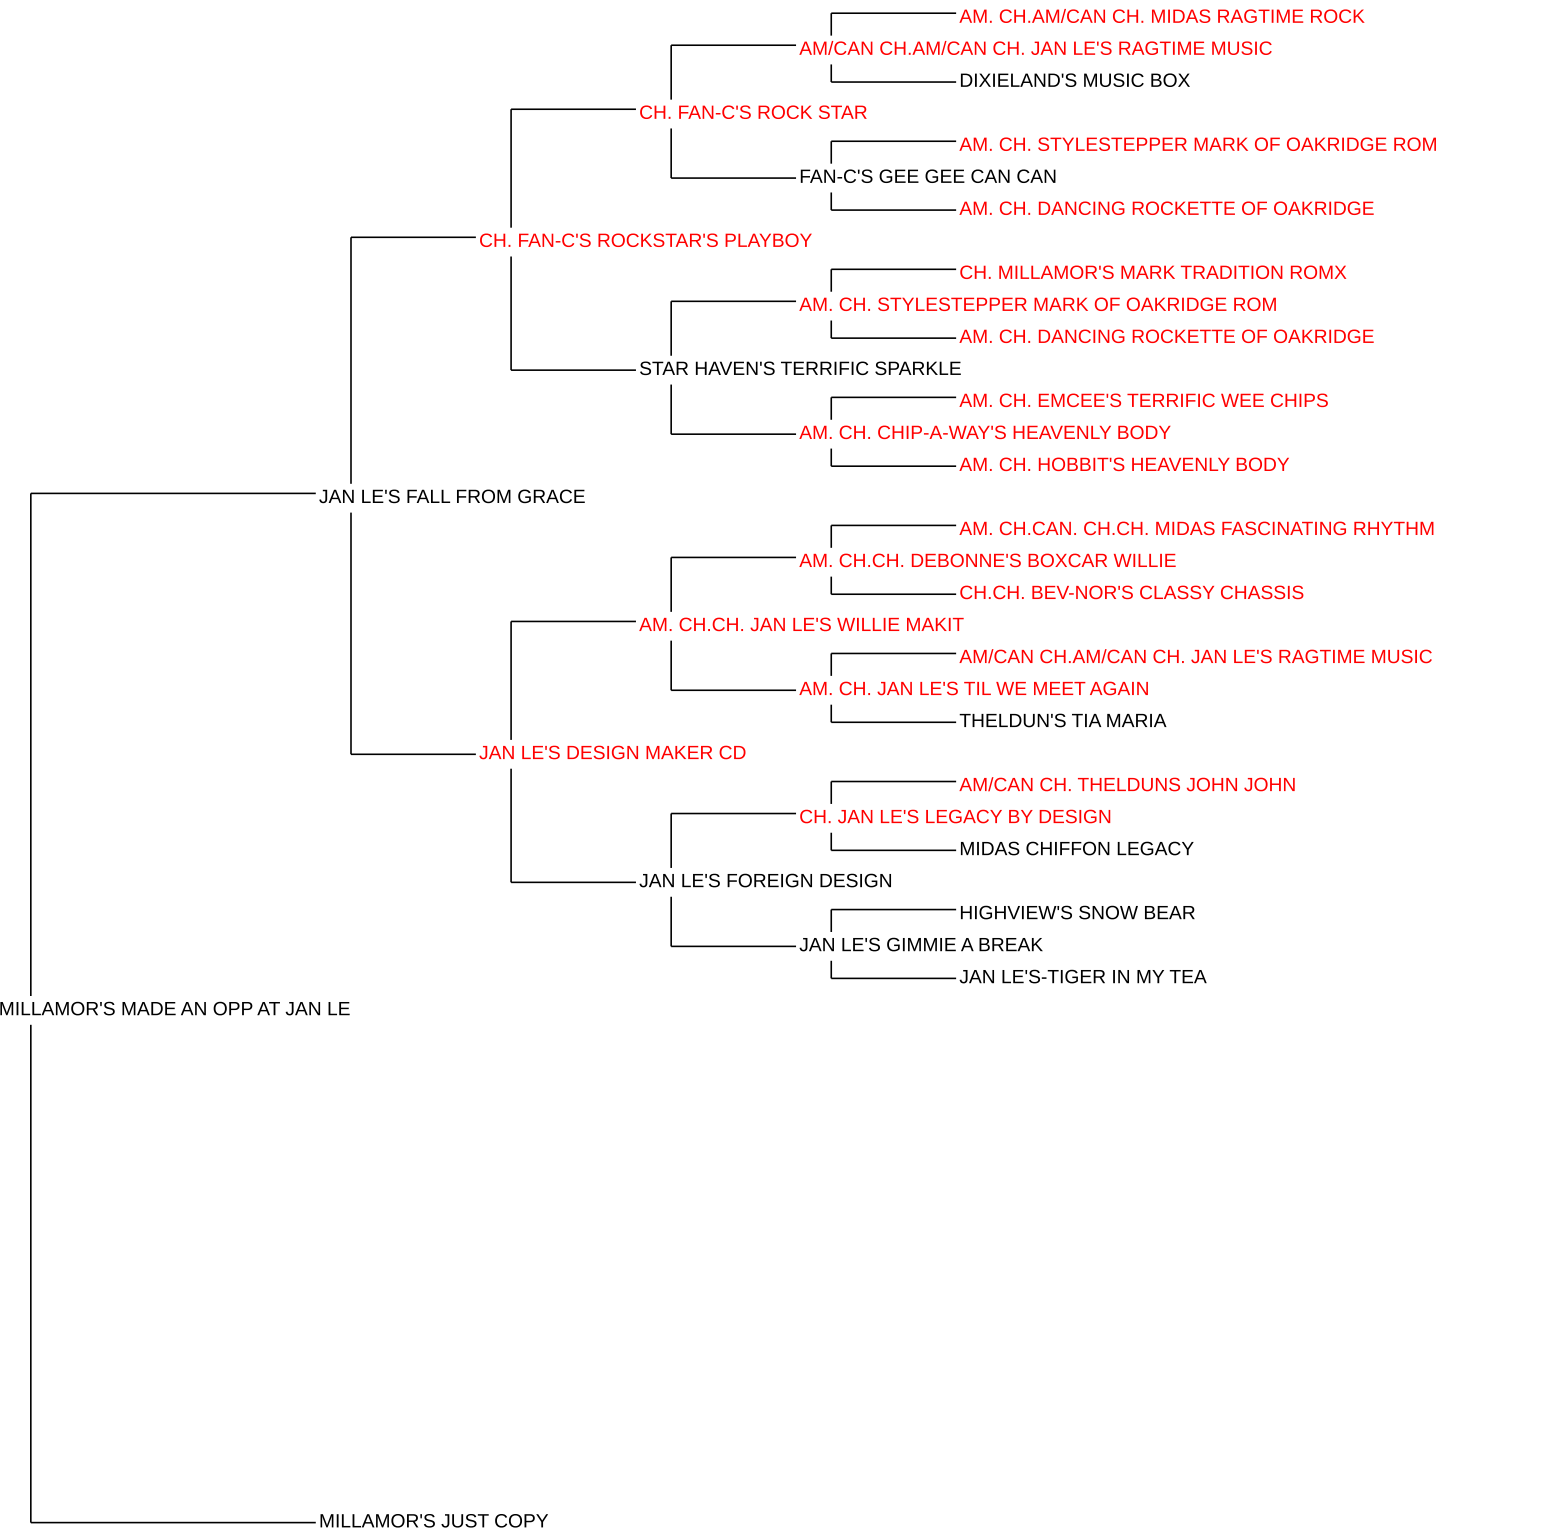 AM. CH.AM/CAN CH. MIDAS RAGTIME ROCK
AM/CAN CH.AM/CAN CH. JAN LE'S RAGTIME MUSIC
DIXIELAND'S MUSIC BOX
CH. FAN-C'S ROCK STAR
AM. CH. STYLESTEPPER MARK OF OAKRIDGE ROM
FAN-C'S GEE GEE CAN CAN
AM. CH. DANCING ROCKETTE OF OAKRIDGE
CH. FAN-C'S ROCKSTAR'S PLAYBOY
CH. MILLAMOR'S MARK TRADITION ROMX
AM. CH. STYLESTEPPER MARK OF OAKRIDGE ROM
AM. CH. DANCING ROCKETTE OF OAKRIDGE
STAR HAVEN'S TERRIFIC SPARKLE
AM. CH. EMCEE'S TERRIFIC WEE CHIPS
AM. CH. CHIP-A-WAY'S HEAVENLY BODY
AM. CH. HOBBIT'S HEAVENLY BODY
JAN LE'S FALL FROM GRACE
AM. CH.CAN. CH.CH. MIDAS FASCINATING RHYTHM
AM. CH.CH. DEBONNE'S BOXCAR WILLIE
CH.CH. BEV-NOR'S CLASSY CHASSIS
AM. CH.CH. JAN LE'S WILLIE MAKIT
AM/CAN CH.AM/CAN CH. JAN LE'S RAGTIME MUSIC
AM. CH. JAN LE'S TIL WE MEET AGAIN
THELDUN'S TIA MARIA
JAN LE'S DESIGN MAKER CD
AM/CAN CH. THELDUNS JOHN JOHN
CH. JAN LE'S LEGACY BY DESIGN
MIDAS CHIFFON LEGACY
JAN LE'S FOREIGN DESIGN
HIGHVIEW'S SNOW BEAR
JAN LE'S GIMMIE A BREAK
JAN LE'S-TIGER IN MY TEA
MILLAMOR'S MADE AN OPP AT JAN LE
MILLAMOR'S JUST COPY